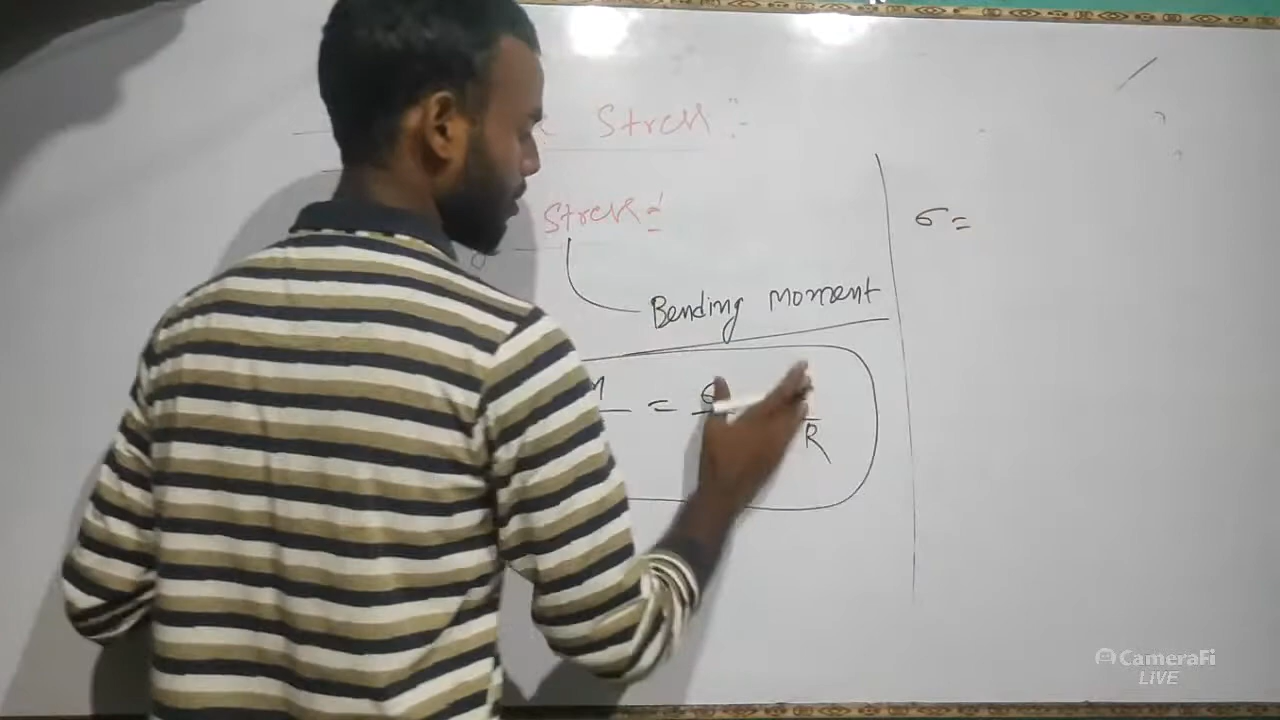 Stress :-
Stress =
σ =
Bending Moment
M = σ
R
CameraFi
LIVE